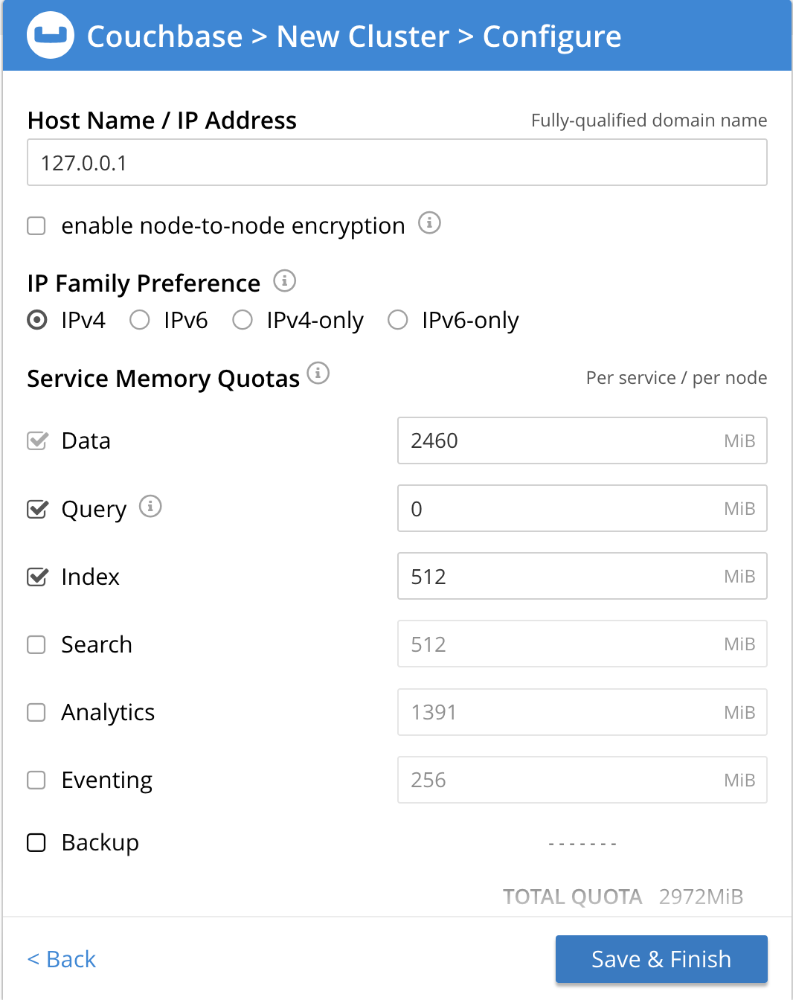 Couchbase > New Cluster > Configure
Host Name / IP Address Fully-qualified domain name
127.0.0.1
enable node-to-node encryption
IP Family Preference
IPv4 IPv6 IPv4-only IPv6-only
Service Memory Quotas Per service / per node
Data 2460 MiB
Query 0 MiB
Index 512 MiB
Search 512 MiB
Analytics 1391 MiB
Eventing 256 MiB
Backup -------
TOTAL QUOTA 2972MiB
< Back Save & Finish